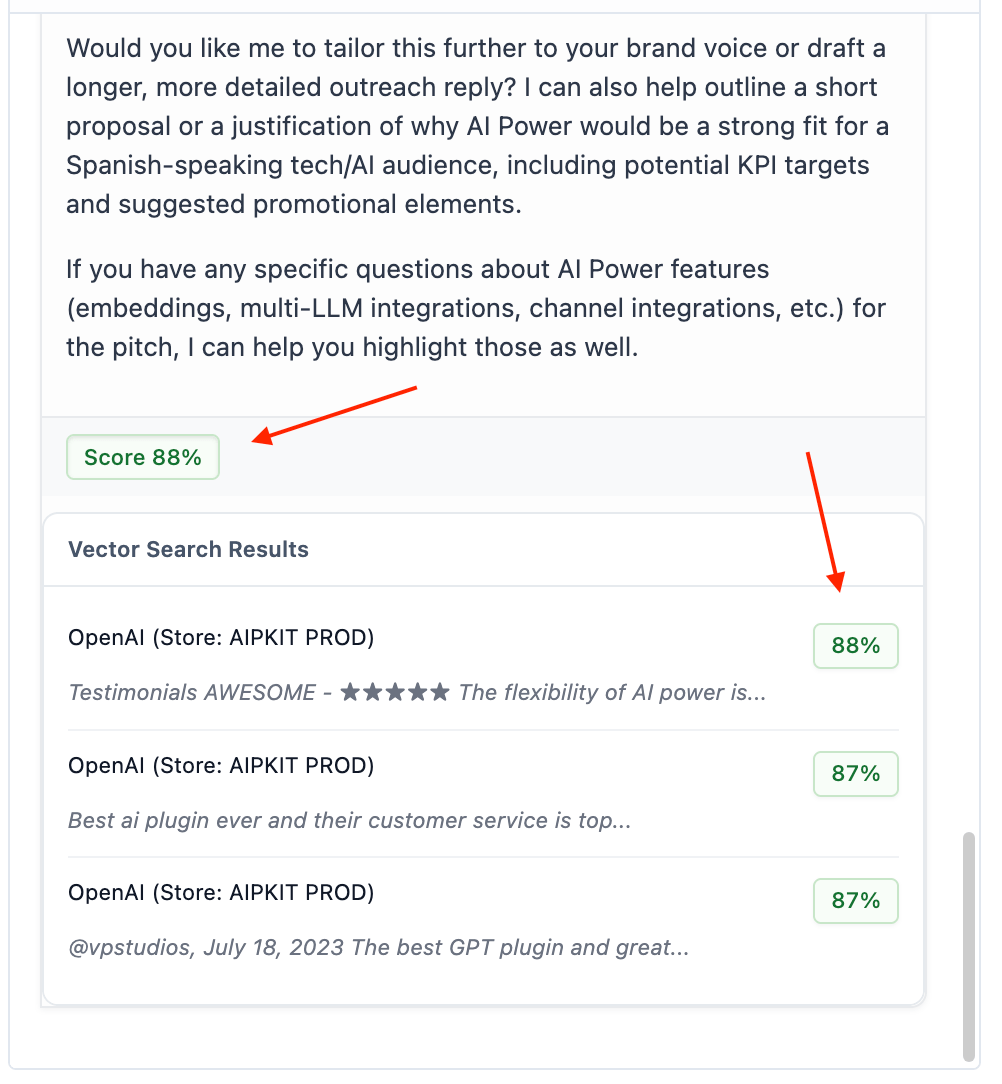 Would you like me to tailor this further to your brand voice or draft a
longer, more detailed outreach reply? I can also help outline a short
proposal or a justification of why AI Power would be a strong fit for a
Spanish-speaking tech/AI audience, including potential KPI targets
and suggested promotional elements.
If you have any specific questions about AI Power features
(embeddings, multi-LLM integrations, channel integrations, etc.) for
the pitch, I can help you highlight those as well.
Score 88%
Vector Search Results
OpenAI (Store: AIPKIT PROD)
88%
Testimonials AWESOME - ★★★★★ The flexibility of AI power is...
OpenAI (Store: AIPKIT PROD)
87%
Best ai plugin ever and their customer service is top...
OpenAI (Store: AIPKIT PROD)
87%
@vpstudios, July 18, 2023 The best GPT plugin and great...